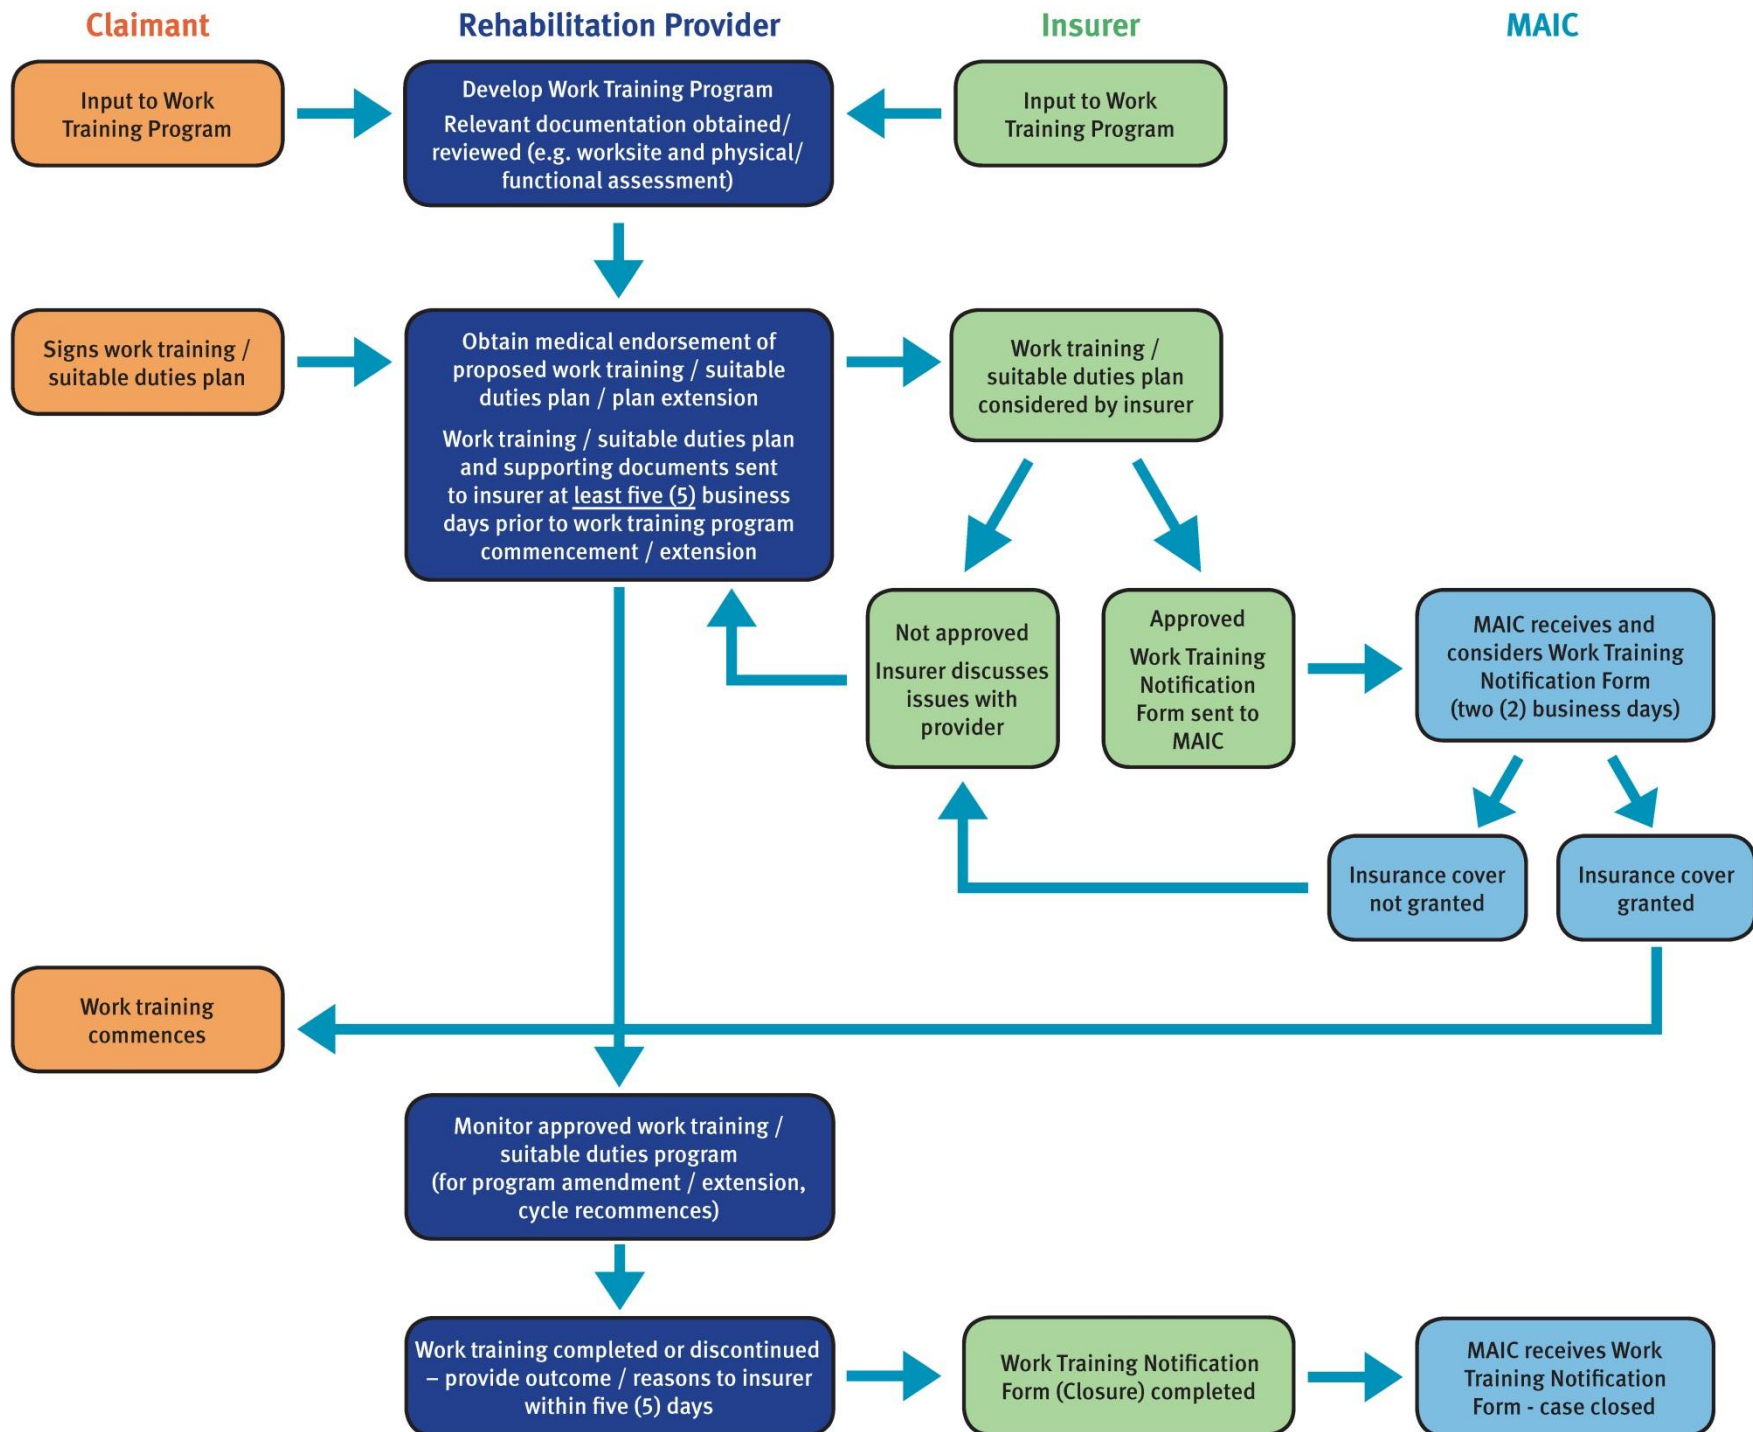 Claimant
Rehabilitation Provider
Insurer
MAIC
Input to Work
Training Program
Develop Work Training Program
Relevant documentation obtained/
reviewed (e.g. worksite and physical/
functional assessment)
Input to Work
Training Program
Signs work training /
suitable duties plan
Obtain medical endorsement of
proposed work training / suitable
duties plan / plan extension
Work training / suitable duties plan
and supporting documents sent
to insurer at least five (5) business
days prior to work training program
commencement / extension
Work training /
suitable duties plan
considered by insurer
Not approved
Insurer discusses
issues with
provider
Approved
Work Training
Notification
Form sent to
MAIC
MAIC receives and
considers Work Training
Notification Form
(two (2) business days)
Insurance cover
not granted
Insurance cover
granted
Work training
commences
Monitor approved work training /
suitable duties program
(for program amendment / extension,
cycle recommences)
Work training completed or discontinued
– provide outcome / reasons to insurer
within five (5) days
Work Training Notification
Form (Closure) completed
MAIC receives Work
Training Notification
Form - case closed